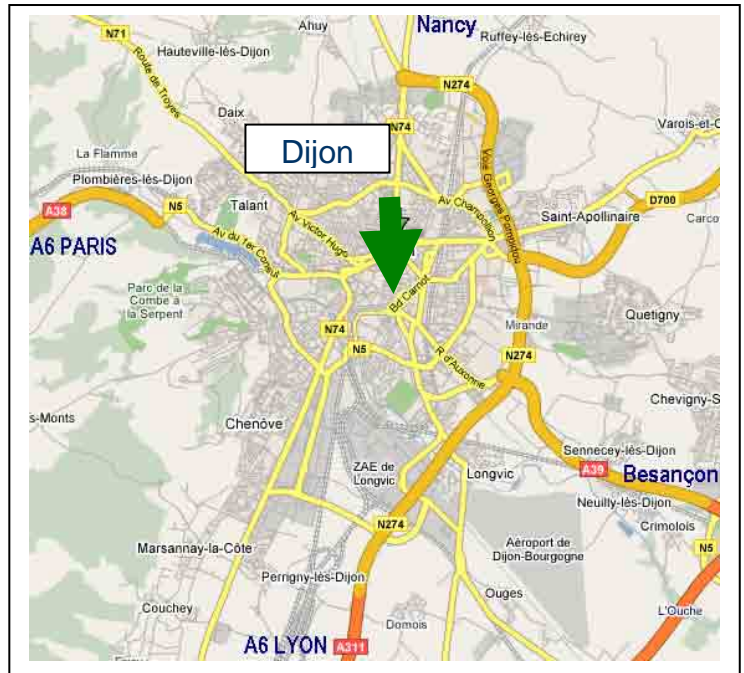 Nancy
N71
Ahuy
Ruffey-lès-Echirey
Hauteville-lès-Dijon
Route de Troyes
N274
Daix
N74
Varois-et-C
Dijon
La Flamme
Voie Georges Pompidou
Plombières-lès-Dijon
Talant
Av Champollion
D700
A38
N5
Av Victor Hugo
Saint-Apollinaire
Carco
A6 PARIS
Av du 1er Consul
Parc de la
Combe à
la Serpent
Bd Carnot
Quetigny
Mirande
N74
N5
R d'Auxonne
N274
Chevigny-S
s-Monts
Chenôve
Sennecey-lès-Dijon
ZAE de
Longvic
Longvic
A39
Besançon
Neuilly-lès-Dijon
N274
Crimolois
Aéroport de
Dijon-Bourgogne
N5
Marsannay-la-Côte
Perrigny-lès-Dijon
Ouges
Couchey
L'Ouche
Domois
A6 LYON
A311